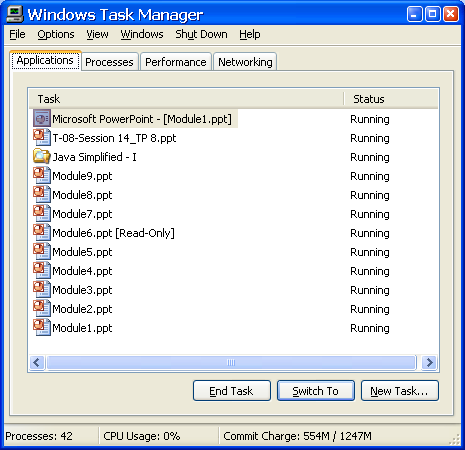 Windows Task Manager
File Options View Windows Shut Down Help
Applications Processes Performance Networking
Task Status
Microsoft PowerPoint - [Module1.ppt] Running
T-08-Session 14_TP 8.ppt Running
Java Simplified - I Running
Module9.ppt Running
Module8.ppt Running
Module7.ppt Running
Module6.ppt [Read-Only] Running
Module5.ppt Running
Module4.ppt Running
Module3.ppt Running
Module2.ppt Running
Module1.ppt Running
End Task Switch To New Task...
Processes: 42 CPU Usage: 0% Commit Charge: 554M / 1247M